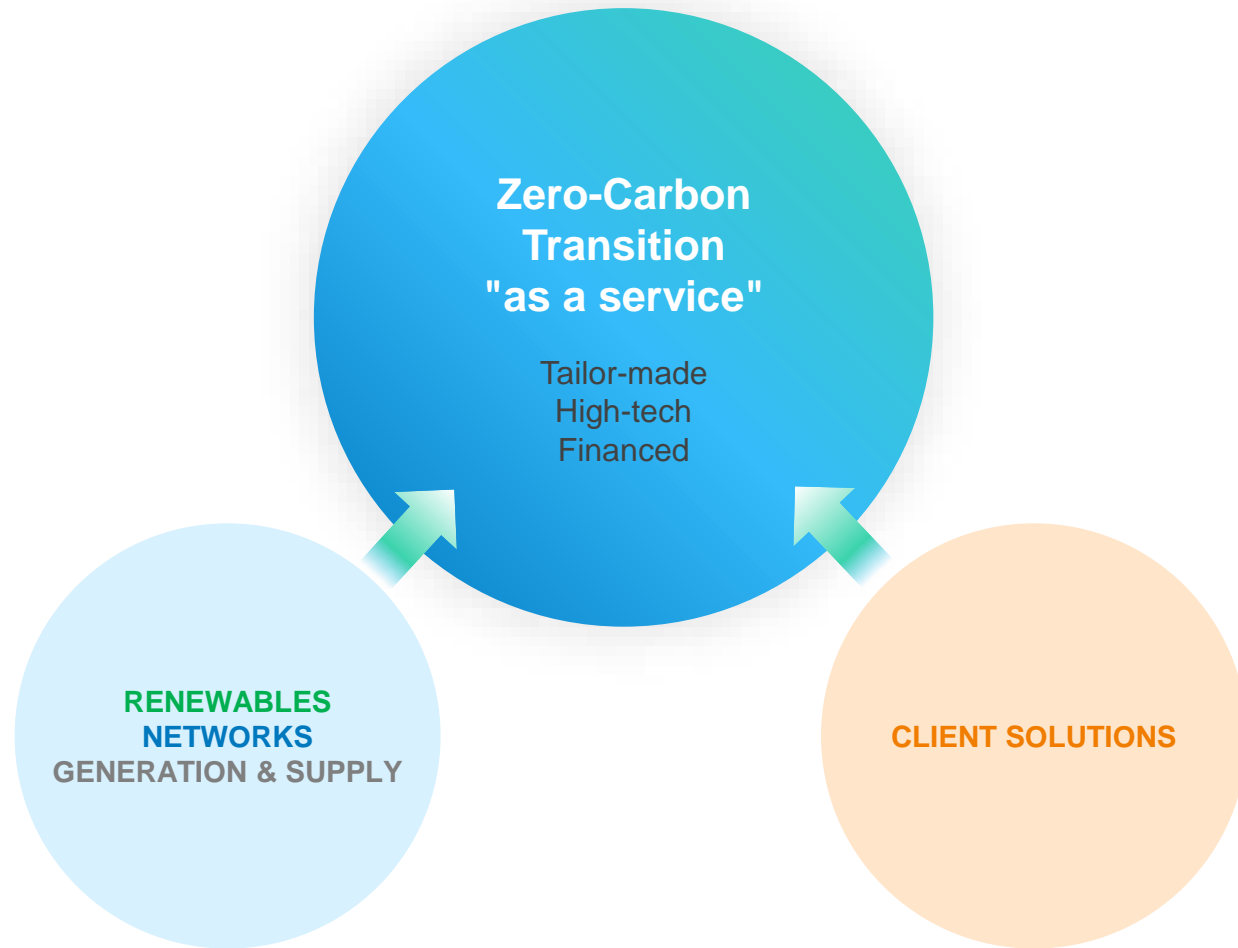 Zero-Carbon
Transition
"as a service"
Tailor-made
High-tech
Financed
RENEWABLES
NETWORKS
GENERATION & SUPPLY
CLIENT SOLUTIONS